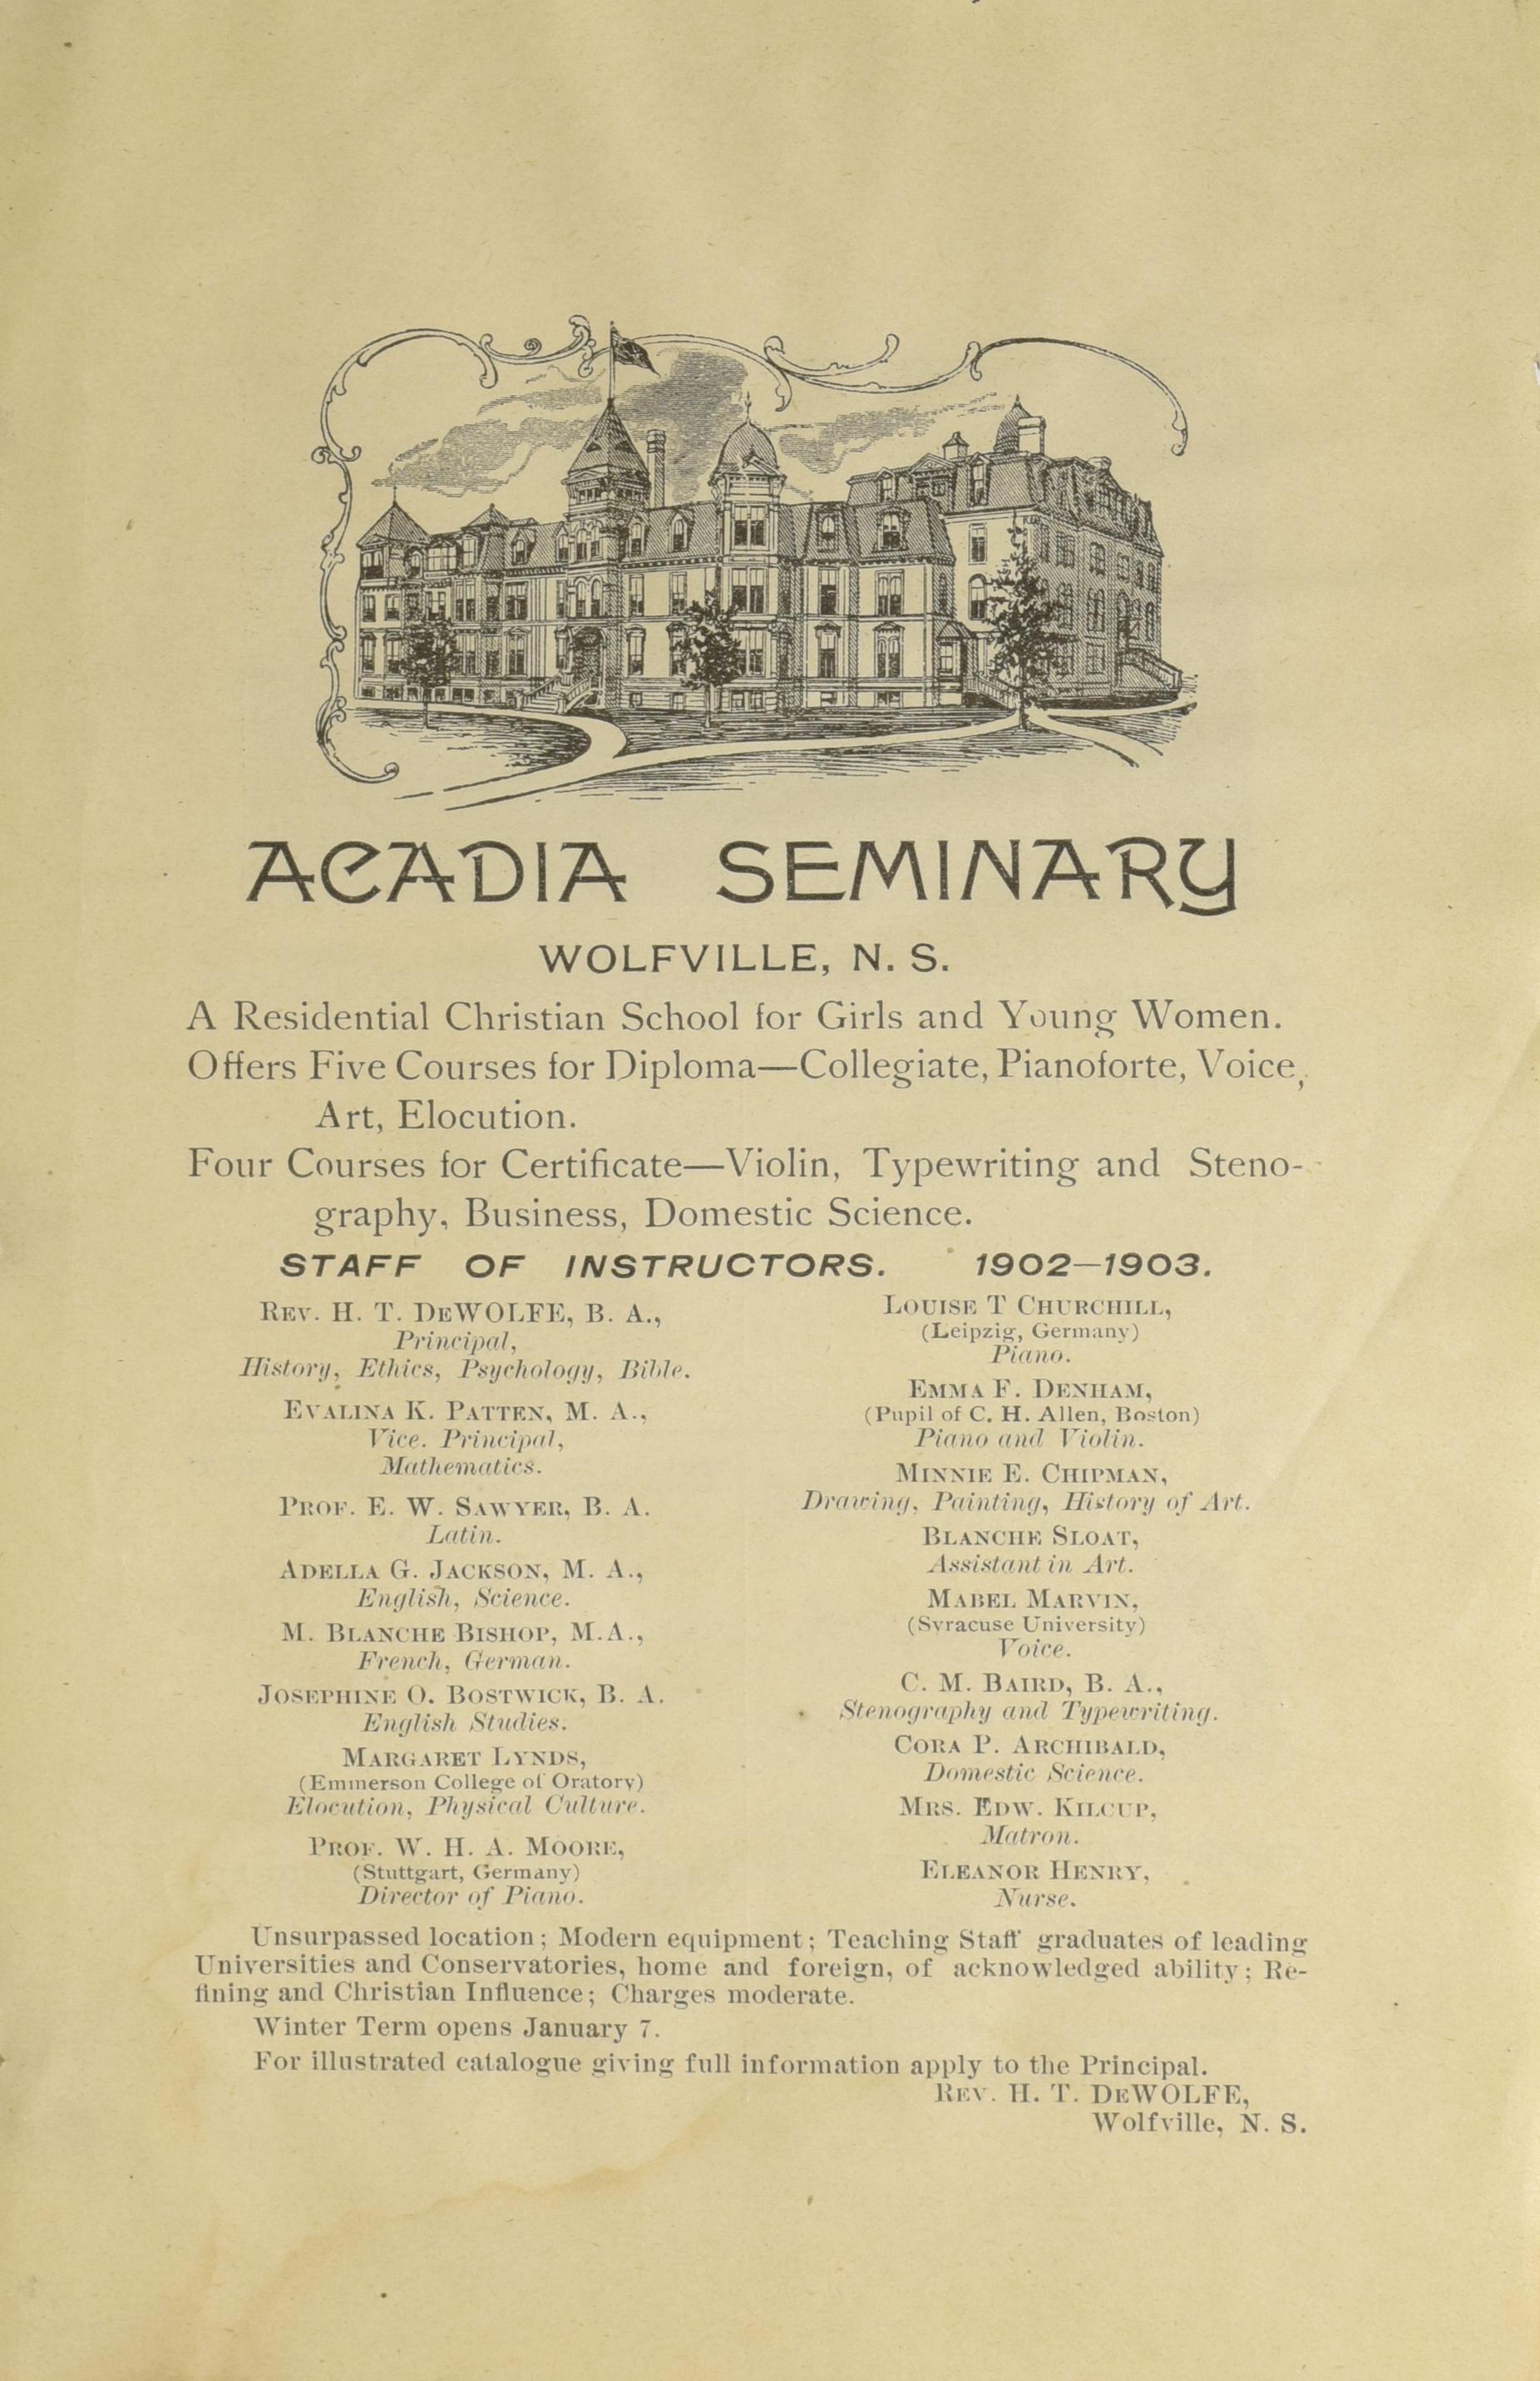 ACADIA SEMINARY
WOLFVILLE, N. S.
A Residential Christian School for Girls and Young Women.
Offers Five Courses for Diploma—Collegiate, Pianoforte, Voice,
Art, Elocution.
Four Courses for Certificate—Violin, Typewriting and Steno-
graphy, Business, Domestic Science.
STAFF OF INSTRUCTORS. 1902—1903.
REV. H. T. DEWOLFE, B. A.,
Principal,
History, Ethics, Psychology, Bible.
EVALINA K. PATTEN, M. A.,
Vice. Principal,
Mathematics.
PROF. E. W. SAWYER, B. A.
Latin.
ADELLA G. JACKSON, M. A.,
English, Science.
M. BLANCHE BISHOP, M.A.,
French, German.
JOSEPHINE O. BOSTWICK, B. A.
English Studies.
MARGARET LYNDS,
(Emmerson College of Oratory)
Elocution, Physical Culture.
PROF. W. H. A. MOORE,
(Stuttgart, Germany)
Director of Piano.
LOUISE T CHURCHILL,
(Leipzig, Germany)
Piano.
EMMA F. DENHAM,
(Pupil of C. H. Allen, Boston)
Piano and Violin.
MINNIE E. CHIPMAN,
Drawing, Painting, History of Art.
BLANCHE SLOAT,
Assistant in Art.
MABEL MARVIN,
(Syracuse University)
Voice.
C. M. BAIRD, B. A.,
Stenography and Typewriting.
CORA P. ARCHIBALD,
Domestic Science.
MRS. EDW. KILCUP,
Matron.
ELEANOR HENRY,
Nurse.
Unsurpassed location; Modern equipment; Teaching Staff graduates of leading
Universities and Conservatories, home and foreign, of acknowledged ability; Re-
fining and Christian Influence; Charges moderate.
Winter Term opens January 7.
For illustrated catalogue giving full information apply to the Principal.
REV. H. T. DEWOLFE,
Wolfville, N. S.